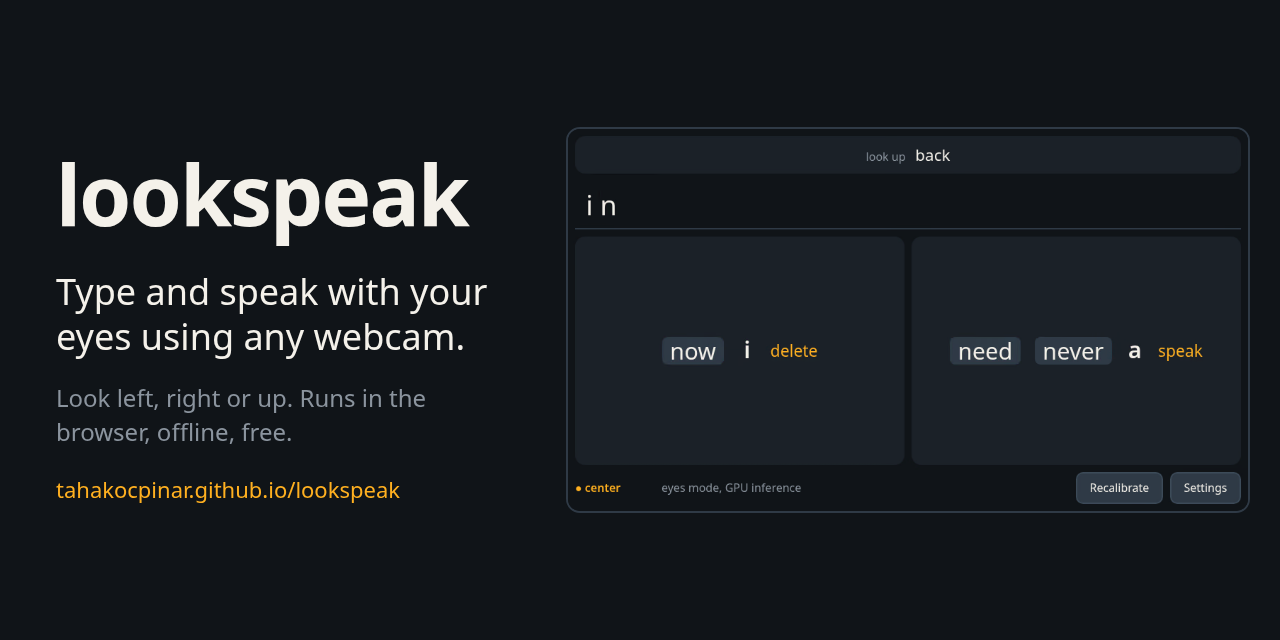 lookspeak
Type and speak with your
eyes using any webcam.
Look left, right or up. Runs in the
browser, offline, free.
tahakocpinar.github.io/lookspeak
look up back
i n
now i delete
need never a speak
● center eyes mode, GPU inference Recalibrate Settings